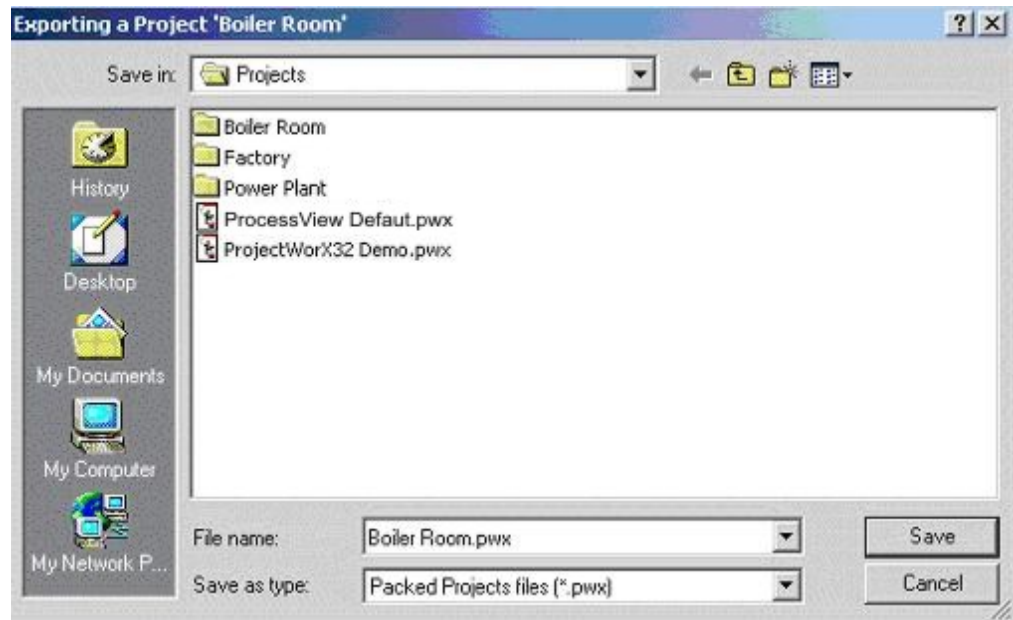 Exporting a Project 'Boiler Room'
Save in:
Projects
History
Desktop
My Documents
My Computer
My Network P...
Boiler Room
Factory
Power Plant
ProcessView Defaut.pwx
ProjectWorX32 Demo.pwx
File name:
Boiler Room.pwx
Save
Save as type:
Packed Projects files (*.pwx)
Cancel